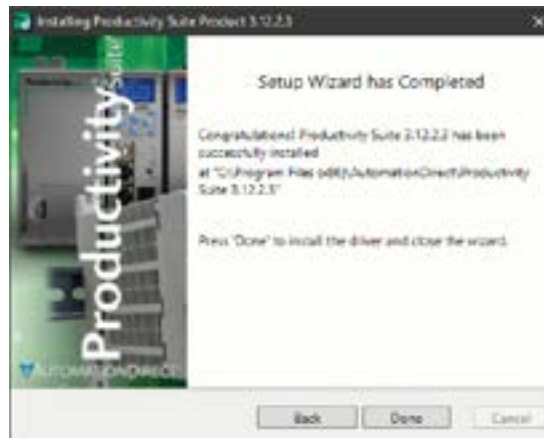 Installing Productivity Suite Product 3.12.2.3
Productivity Suite
AUTOMATIONDIRECT
Setup Wizard has Completed
Congratulations! Productivity Suite 3.12.2.3 has been
successfully installed
at "C:\Program Files (x86)\AutomationDirect\Productivity
Suite 3.12.2.3"
Press "Done" to install the driver and close the wizard.
Back Done Cancel